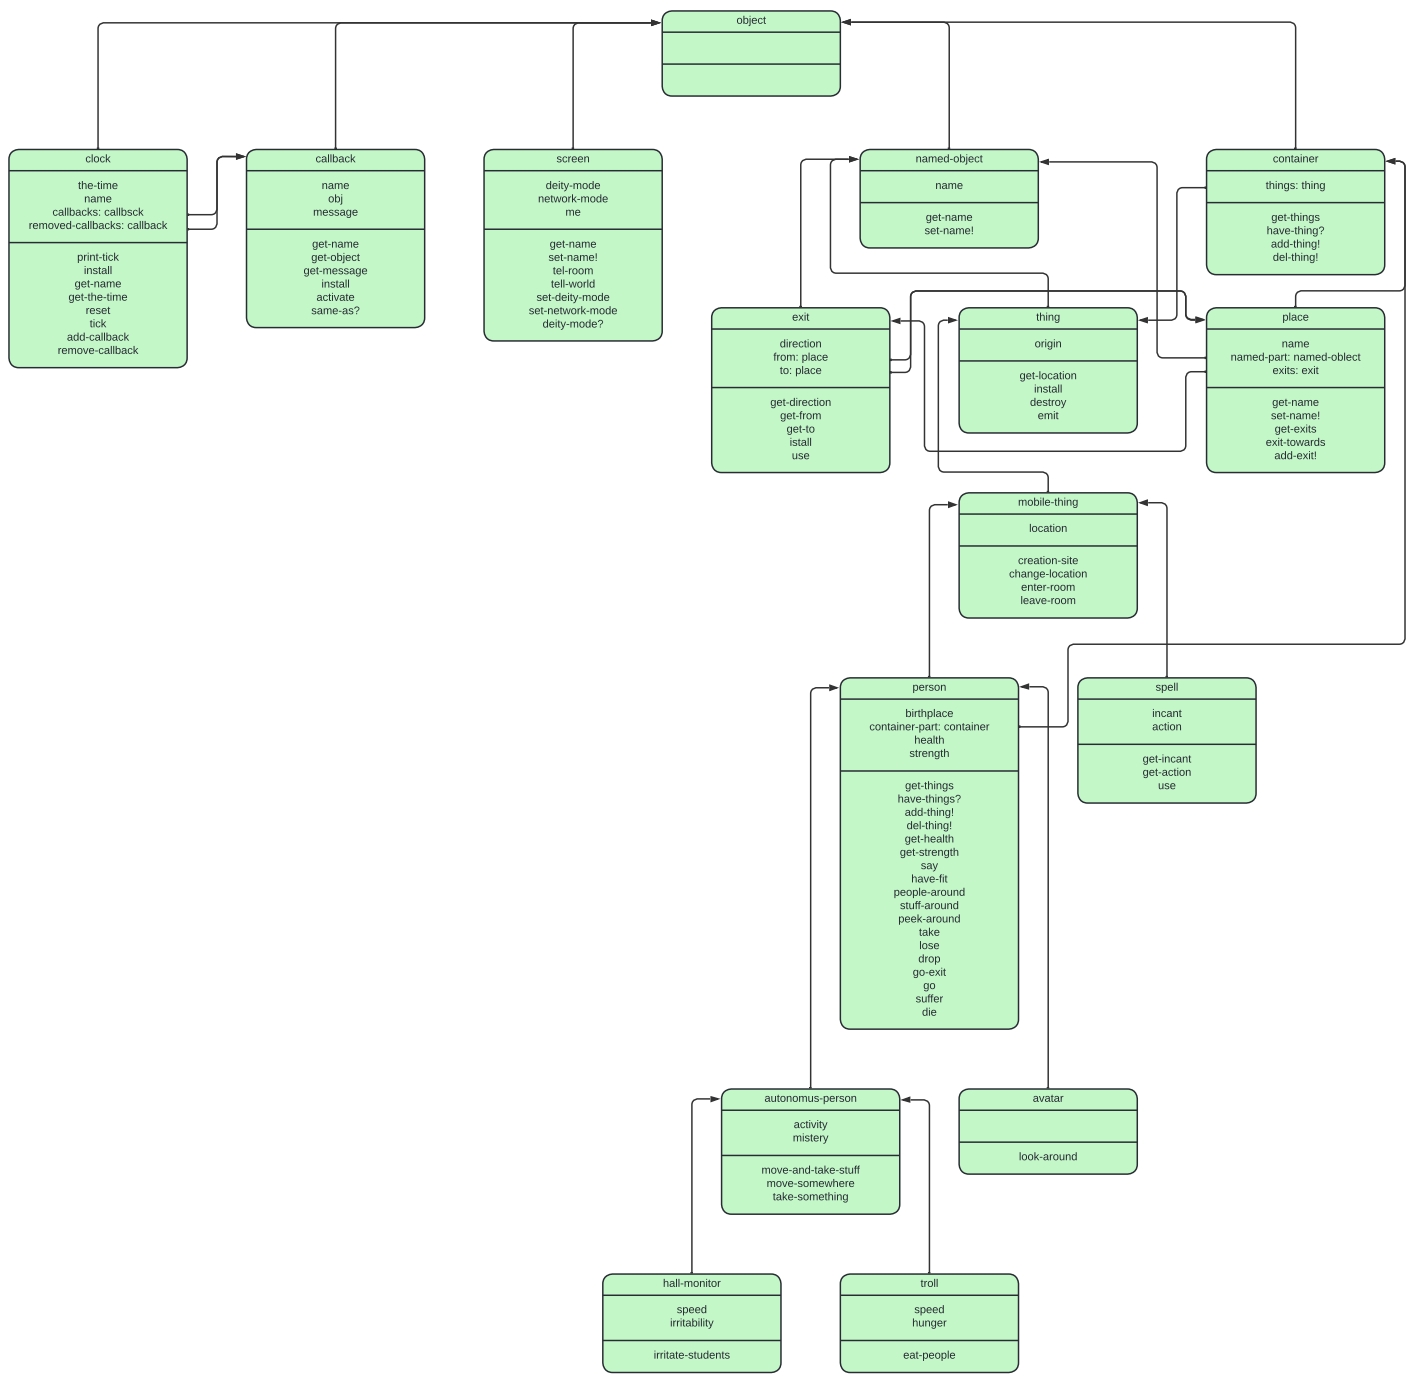 object
clock
the-time
name
callbacks: callbsck
removed-callbacks: callback
print-tick
install
get-name
get-the-time
reset
tick
add-callback
remove-callback
callback
name
obj
message
get-name
get-object
get-message
install
activate
same-as?
screen
deity-mode
network-mode
me
get-name
set-name!
tel-room
tell-world
set-deity-mode
set-network-mode
deity-mode?
named-object
name
get-name
set-name!
container
things: thing
get-things
have-thing?
add-thing!
del-thing!
exit
direction
from: place
to: place
get-direction
get-from
get-to
istall
use
thing
origin
get-location
install
destroy
emit
place
name
named-part: named-oblect
exits: exit
get-name
set-name!
get-exits
exit-towards
add-exit!
mobile-thing
location
creation-site
change-location
enter-room
leave-room
person
birthplace
container-part: container
health
strength
get-things
have-things?
add-thing!
del-thing!
get-health
get-strength
say
have-fit
people-around
stuff-around
peek-around
take
lose
drop
go-exit
go
suffer
die
spell
incant
action
get-incant
get-action
use
autonomus-person
activity
mistery
move-and-take-stuff
move-somewhere
take-something
avatar
look-around
hall-monitor
speed
irritability
irritate-students
troll
speed
hunger
eat-people